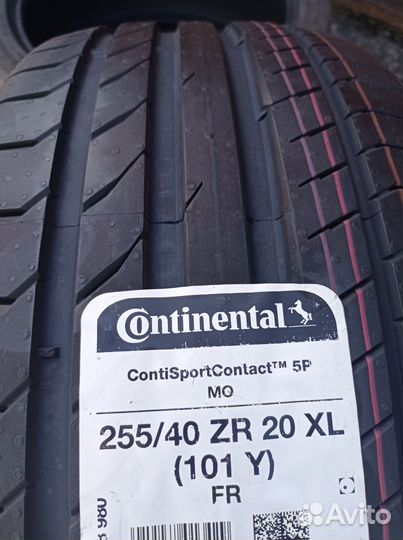 Continental
ContiSportContact™ 5P
MO
255/40 ZR 20 XL
(101 Y)
FR
Avito